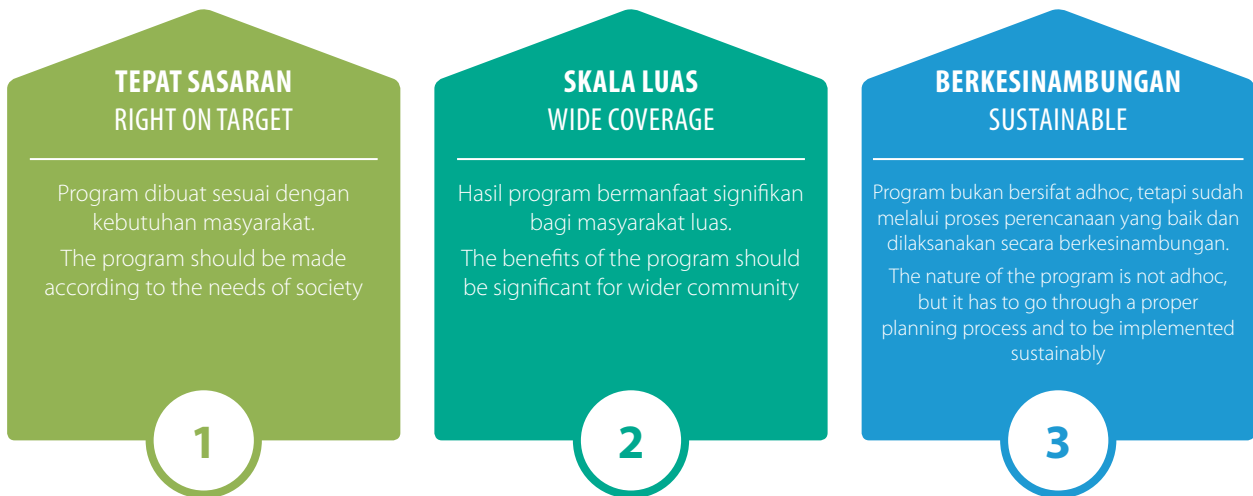 TEPAT SASARAN
RIGHT ON TARGET
Program dibuat sesuai dengan
kebutuhan masyarakat.
The program should be made
according to the needs of society
1
SKALA LUAS
WIDE COVERAGE
Hasil program bermanfaat signifikan
bagi masyarakat luas.
The benefits of the program should
be significant for wider community
2
BERKESINAMBUNGAN
SUSTAINABLE
Program bukan bersifat adhoc, tetapi sudah
melalui proses perencanaan yang baik dan
dilaksanakan secara berkesinambungan.
The nature of the program is not adhoc,
but it has to go through a proper
planning process and to be implemented
sustainably
3